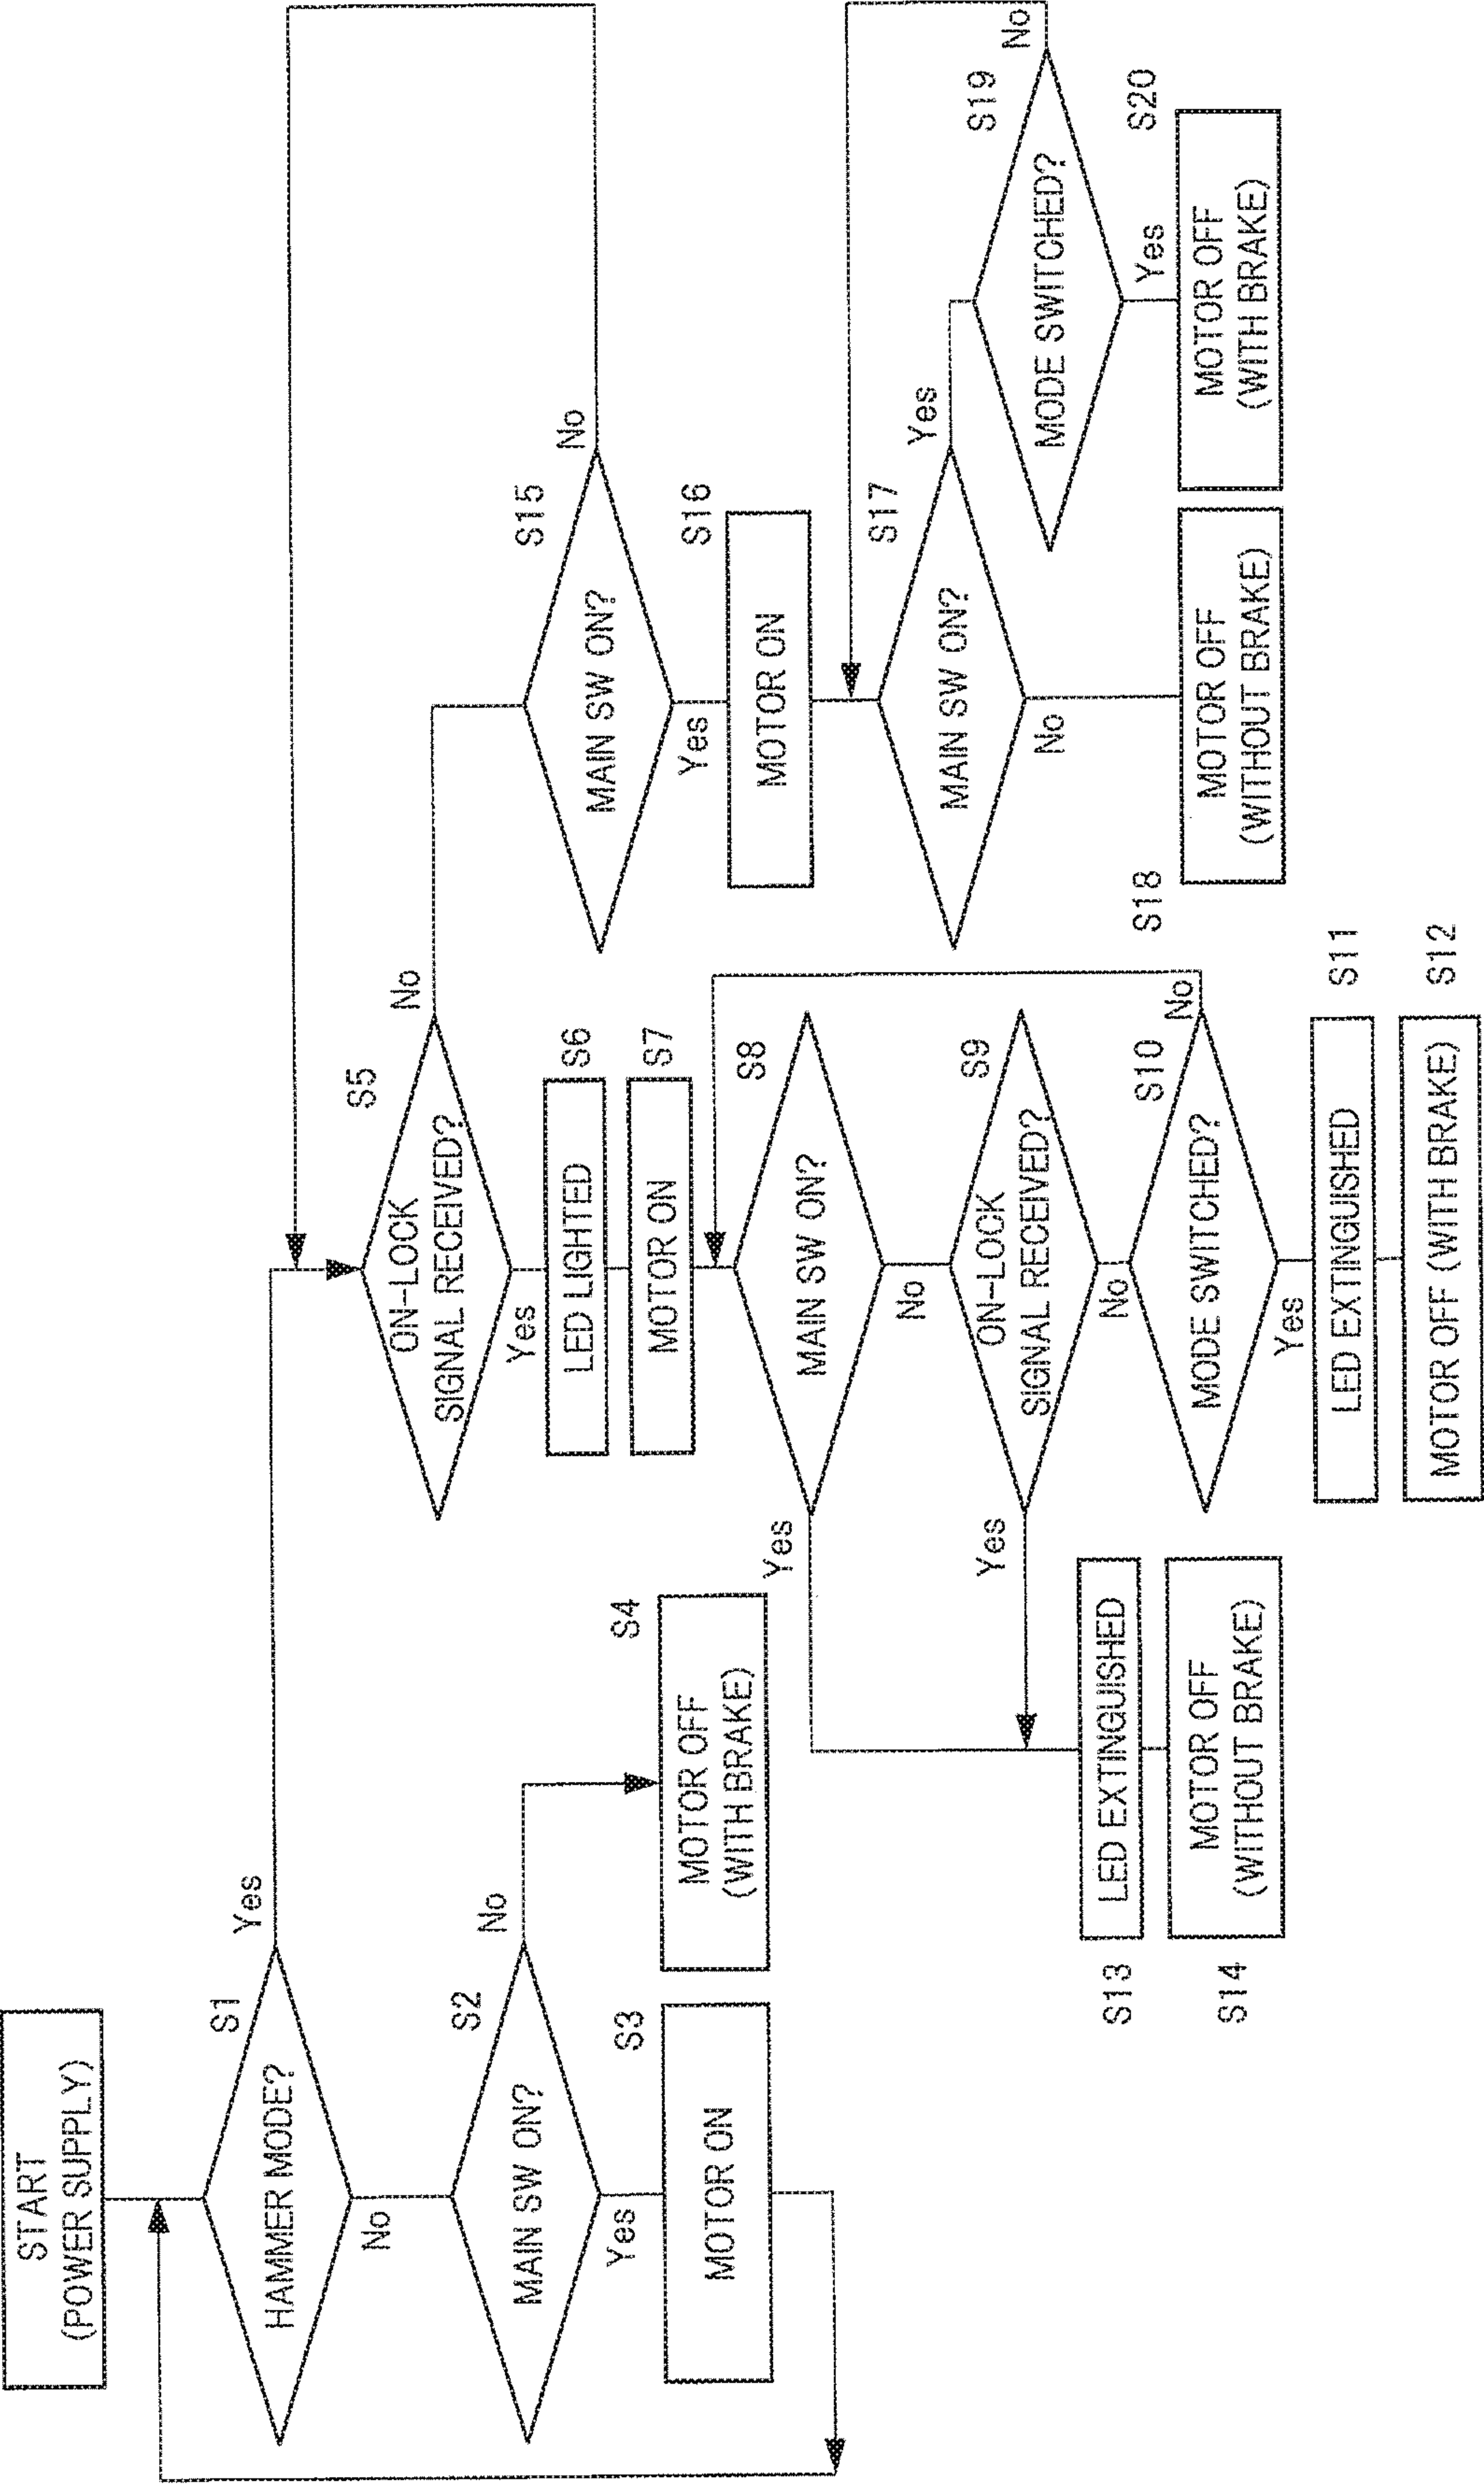 START
(POWER SUPPLY)
S1
HAMMER MODE?
Yes
No
S2
MAIN SW ON?
No
Yes
S3
MOTOR ON
S4
MOTOR OFF
(WITH BRAKE)
S5
ON-LOCK
SIGNAL RECEIVED?
No
Yes
S6
LED LIGHTED
S7
MOTOR ON
S8
MAIN SW ON?
Yes
No
S9
ON-LOCK
SIGNAL RECEIVED?
Yes
No
S10
MODE SWITCHED?
No
Yes
S11
LED EXTINGUISHED
S12
MOTOR OFF (WITH BRAKE)
S13
LED EXTINGUISHED
S14
MOTOR OFF
(WITHOUT BRAKE)
S15
MAIN SW ON?
No
Yes
S16
MOTOR ON
S17
MAIN SW ON?
Yes
No
S18
MOTOR OFF
(WITHOUT BRAKE)
S19
MODE SWITCHED?
No
Yes
S20
MOTOR OFF
(WITH BRAKE)